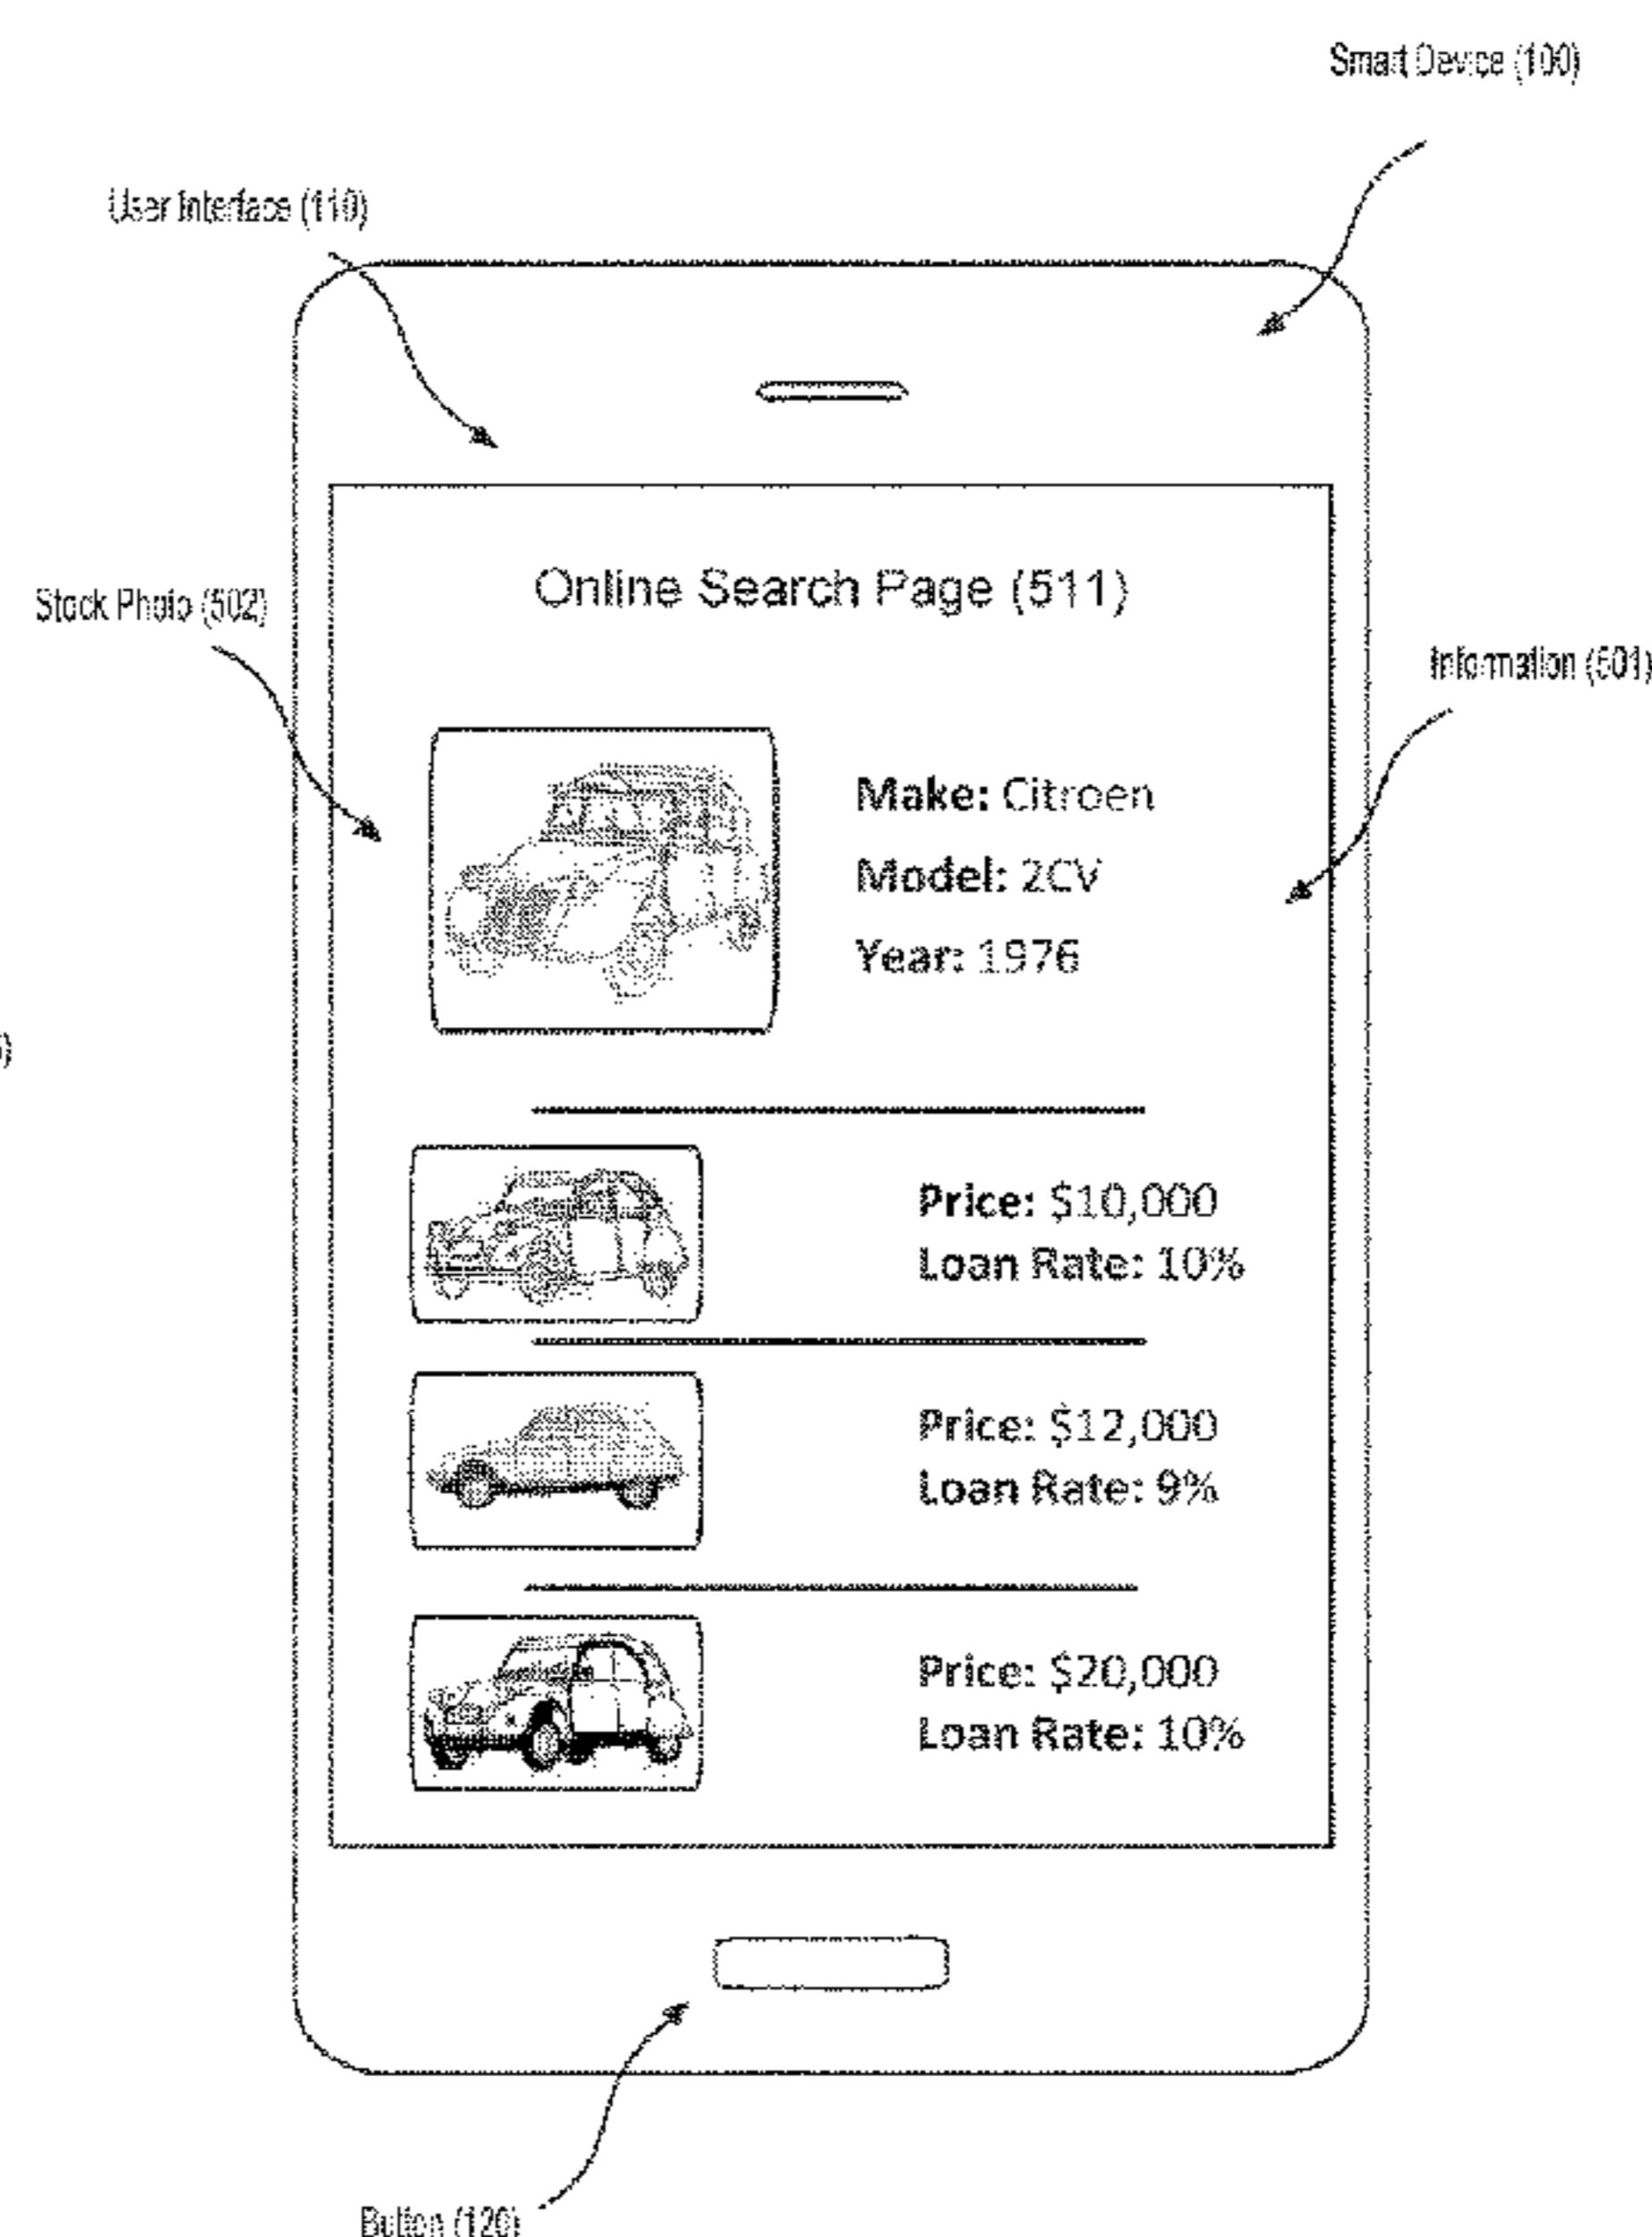 Smart Device (100)
User Interface (110)
Online Search Page (511)
Stock Photo (502)
Information (501)
Make: Citroen
Model: 2CV
Year: 1976
Price: $10,000
Loan Rate: 10%
Price: $12,000
Loan Rate: 9%
Price: $20,000
Loan Rate: 10%
Button (120)